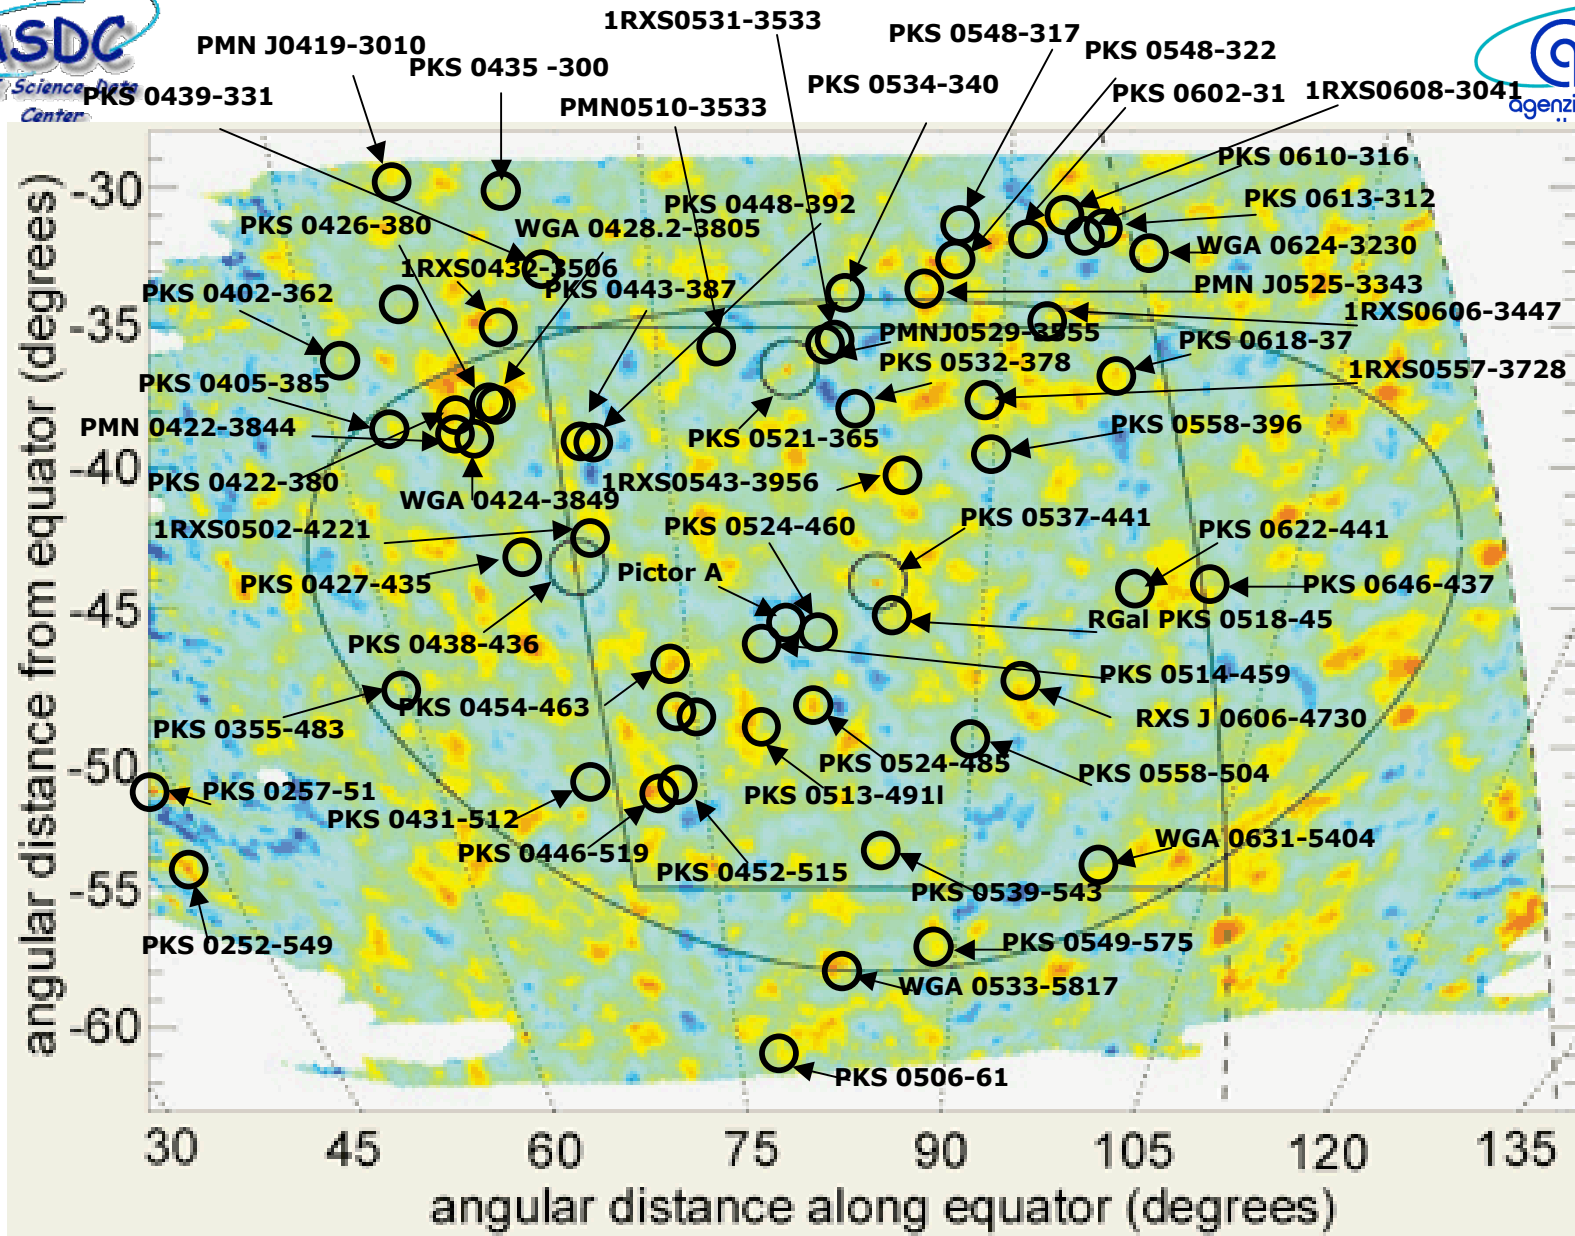 ASDC
Science Data
Center
agenzi
1RXS0531-3533
PKS 0548-317
PMN J0419-3010
PKS 0548-322
PKS 0435 -300
PKS 0534-340
PKS 0439-331
PMN0510-3533
PKS 0602-31
1RXS0608-3041
PKS 0610-316
-30
PKS 0448-392
PKS 0613-312
PKS 0426-380
WGA 0428.2-3805
WGA 0624-3230
1RXS0432-3506
PKS 0402-362
PKS 0443-387
PMN J0525-3343
1RXS0606-3447
-35
PMNJ0529-3555
PKS 0618-37
PKS 0532-378
1RXS0557-3728
PKS 0405-385
PMN 0422-3844
PKS 0521-365
PKS 0558-396
-40
PKS 0422-380
1RXS0543-3956
WGA 0424-3849
1RXS0502-4221
PKS 0524-460
PKS 0537-441
PKS 0622-441
PKS 0427-435
Pictor A
PKS 0646-437
-45
RGal PKS 0518-45
PKS 0438-436
PKS 0514-459
PKS 0454-463
RXS J 0606-4730
PKS 0355-483
-50
PKS 0524-485
PKS 0558-504
PKS 0257-51
PKS 0513-491l
PKS 0431-512
PKS 0446-519
WGA 0631-5404
PKS 0452-515
-55
PKS 0539-543
PKS 0252-549
PKS 0549-575
WGA 0533-5817
-60
PKS 0506-61
angular distance from equator (degrees)
30 45 60 75 90 105 120 135
angular distance along equator (degrees)